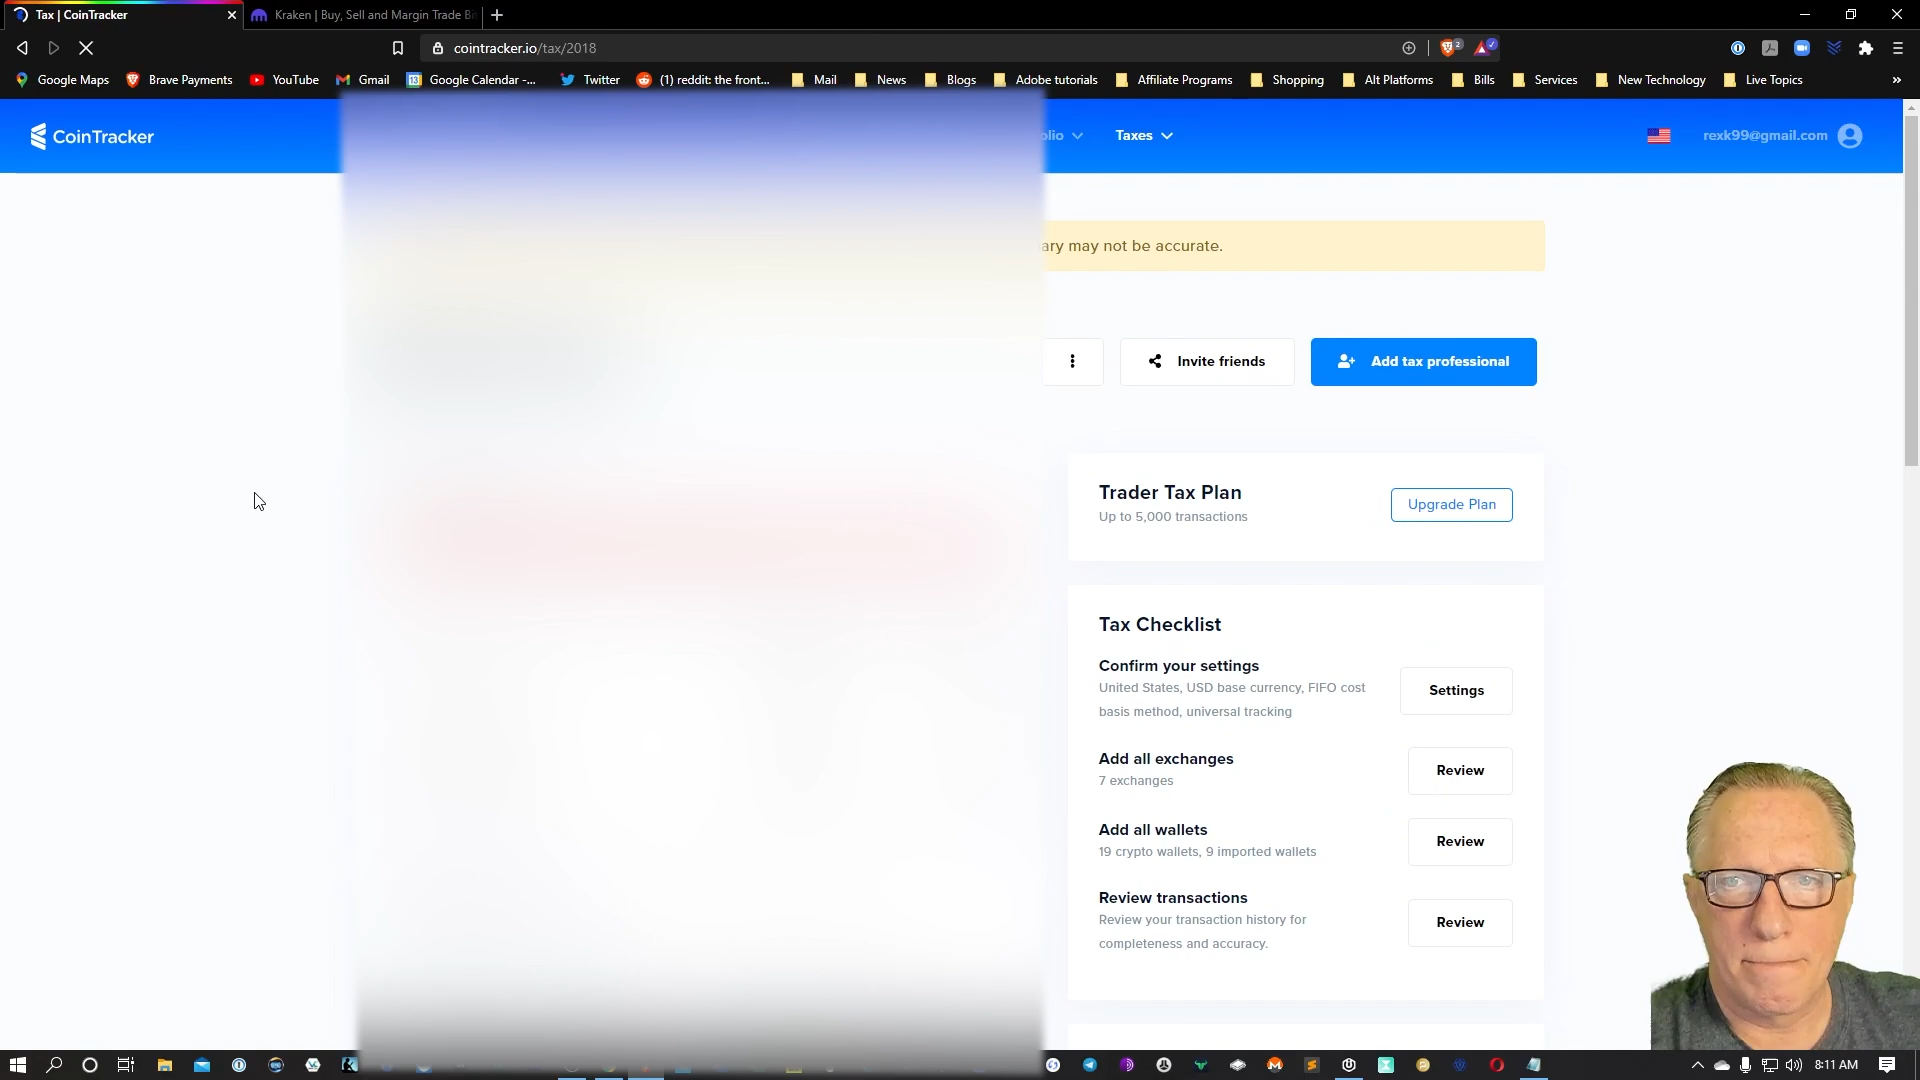 Tax | CoinTracker
Kraken | Buy, Sell and Margin Trade Bi
cointracker.io/tax/2018
2
Google Maps
Brave Payments
YouTube
Gmail
13
Google Calendar -...
Twitter
(1) reddit: the front...
Mail
News
Blogs
Adobe tutorials
Affiliate Programs
Shopping
Alt Platforms
Bills
Services
New Technology
Live Topics
»
CoinTracker
olio
Taxes
rexk99@gmail.com
ary may not be accurate.
Invite friends
Add tax professional
Trader Tax Plan
Up to 5,000 transactions
Upgrade Plan
Tax Checklist
Confirm your settings
United States, USD base currency, FIFO cost
basis method, universal tracking
Settings
Add all exchanges
7 exchanges
Review
Add all wallets
19 crypto wallets, 9 imported wallets
Review
Review transactions
Review your transaction history for
completeness and accuracy.
Review
8:11 AM